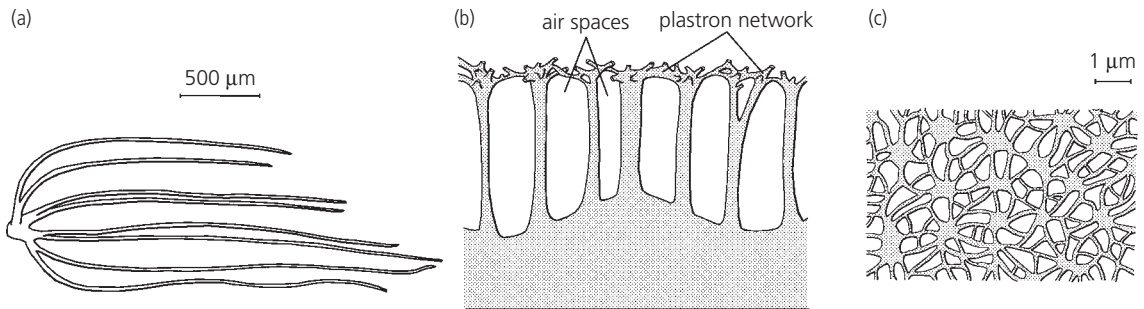 (a)
500 µm
(b)
air spaces
plastron network
(c)
1 µm